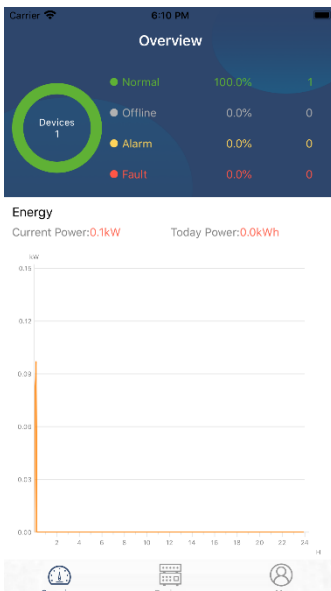 Carrier 6:10 PM
Overview
Devices
1
Normal 100.0% 1
Offline 0.0% 0
Alarm 0.0% 0
Fault 0.0% 0
Energy
Current Power:0.1kW Today Power:0.0kWh
kW
0.15
0.12
0.09
0.06
0.03
0.00
2 4 6 8 10 12 14 16 18 20 22 24
H